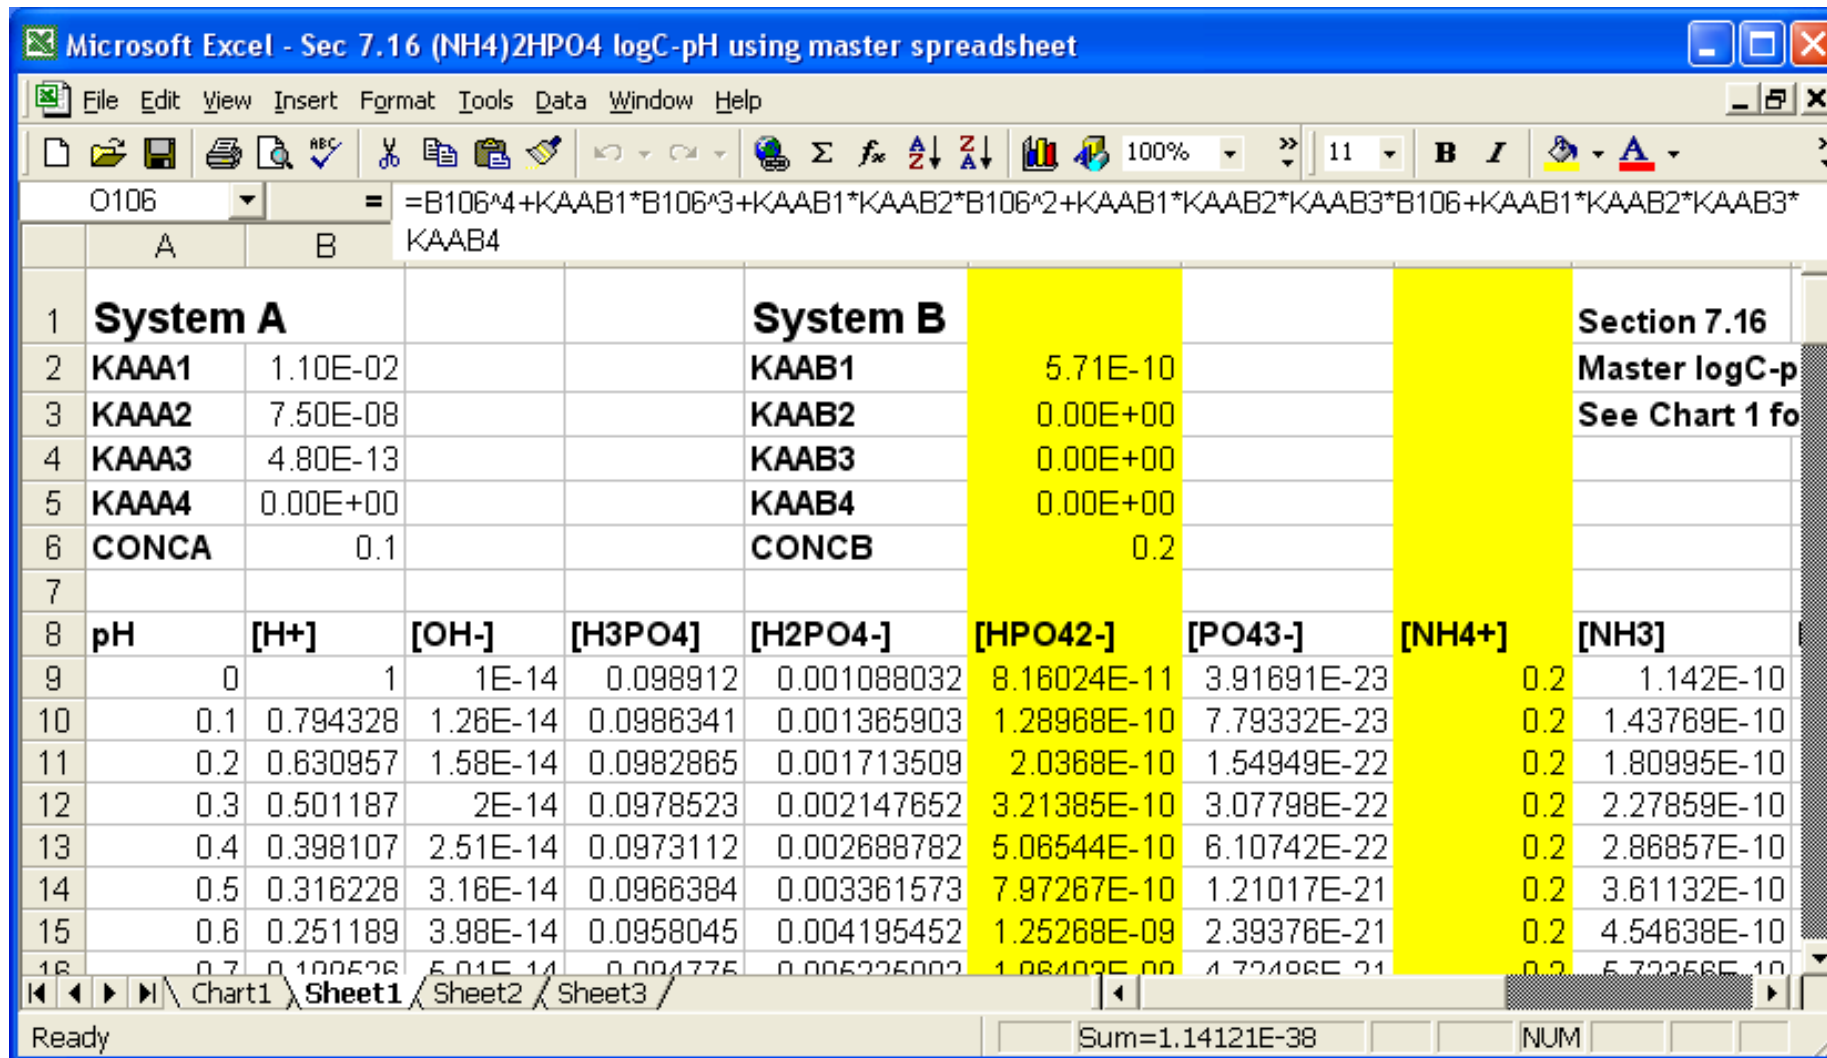 Microsoft Excel - Sec 7.16 (NH4)2HPO4 logC-pH using master spreadsheet
File Edit View Insert Format Tools Data Window Help
ABC Σ fx A Z Z A 100% 11 B I A
O106 = =B106^4+KAAB1*B106^3+KAAB1*KAAB2*B106^2+KAAB1*KAAB2*KAAB3*B106+KAAB1*KAAB2*KAAB3*
KAAB4
A B
1 System A System B Section 7.16
2 KAAA1 1.10E-02 KAAB1 5.71E-10 Master logC-p
3 KAAA2 7.50E-08 KAAB2 0.00E+00 See Chart 1 fo
4 KAAA3 4.80E-13 KAAB3 0.00E+00
5 KAAA4 0.00E+00 KAAB4 0.00E+00
6 CONCA 0.1 CONCB 0.2
7
8 pH [H+] [OH-] [H3PO4] [H2PO4-] [HPO42-] [PO43-] [NH4+] [NH3]
9 0 1 1E-14 0.098912 0.001088032 8.16024E-11 3.91691E-23 0.2 1.142E-10
10 0.1 0.794328 1.26E-14 0.0986341 0.001365903 1.28968E-10 7.79332E-23 0.2 1.43769E-10
11 0.2 0.630957 1.58E-14 0.0982865 0.001713509 2.0368E-10 1.54949E-22 0.2 1.80995E-10
12 0.3 0.501187 2E-14 0.0978523 0.002147652 3.21385E-10 3.07798E-22 0.2 2.27859E-10
13 0.4 0.398107 2.51E-14 0.0973112 0.002688782 5.06544E-10 6.10742E-22 0.2 2.86857E-10
14 0.5 0.316228 3.16E-14 0.0966384 0.003361573 7.97267E-10 1.21017E-21 0.2 3.61132E-10
15 0.6 0.251189 3.98E-14 0.0958045 0.004195452 1.25268E-09 2.39376E-21 0.2 4.54638E-10
16 0.7 0.199526 5.01E-14 0.094775 0.2
Chart1 Sheet1 Sheet2 Sheet3
Ready Sum=1.14121E-38 NUM